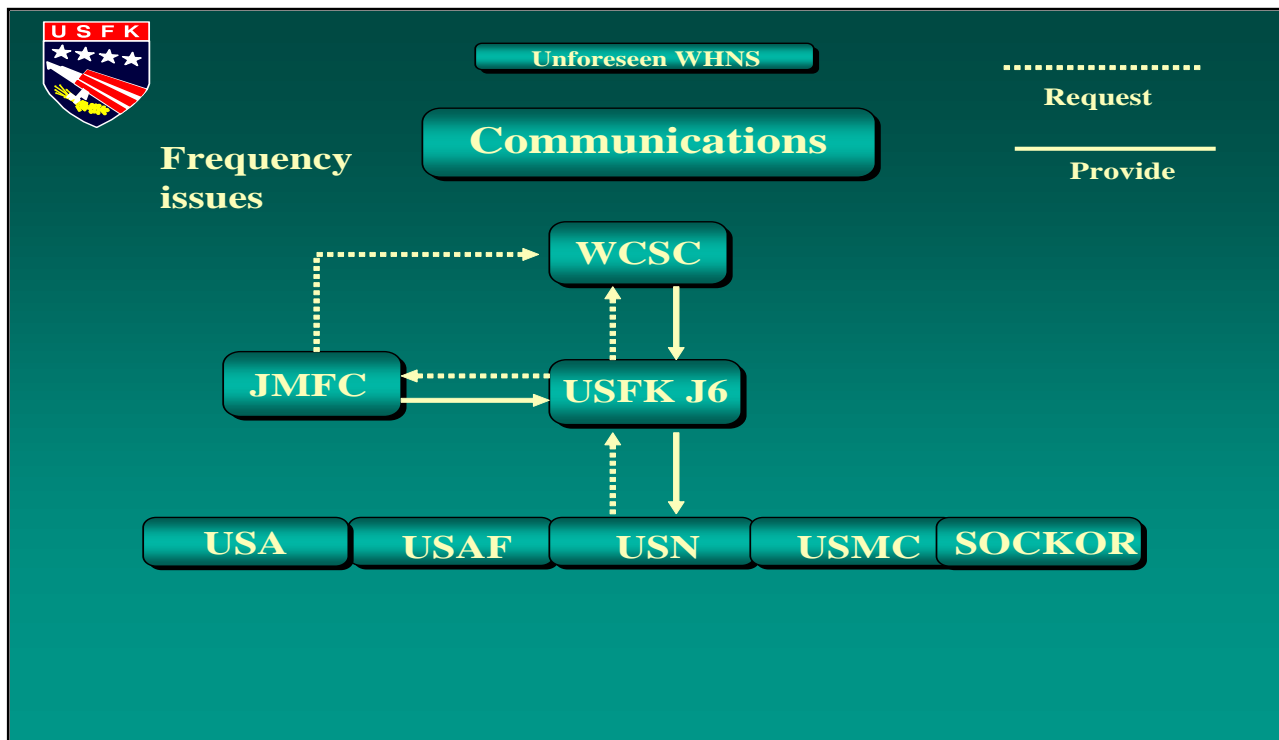 USFK
Unforeseen WHNS
Request
Communications
Frequency
issues
Provide
WCSC
JMFC
USFK J6
USA
USAF
USN
USMC
SOCKOR